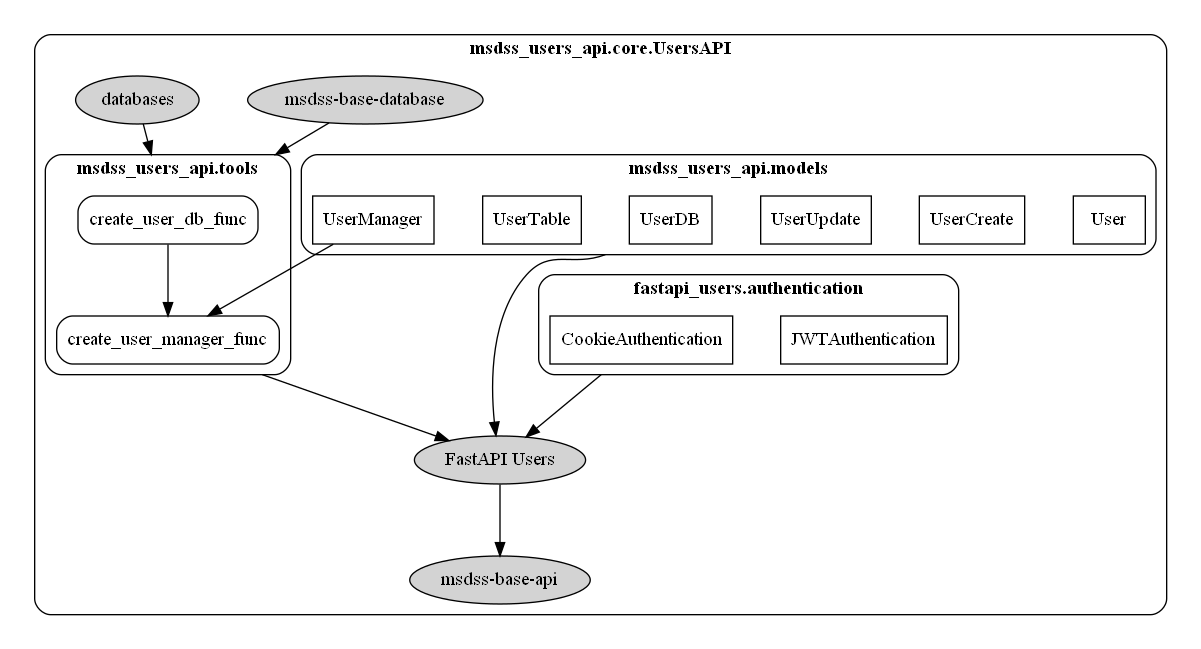 msdss_users_api.core.UsersAPI
databases
msdss-base-database
msdss_users_api.tools
msdss_users_api.models
create_user_db_func
UserManager
UserTable
UserDB
UserUpdate
UserCreate
User
fastapi_users.authentication
create_user_manager_func
CookieAuthentication
JWTAuthentication
FastAPI Users
msdss-base-api